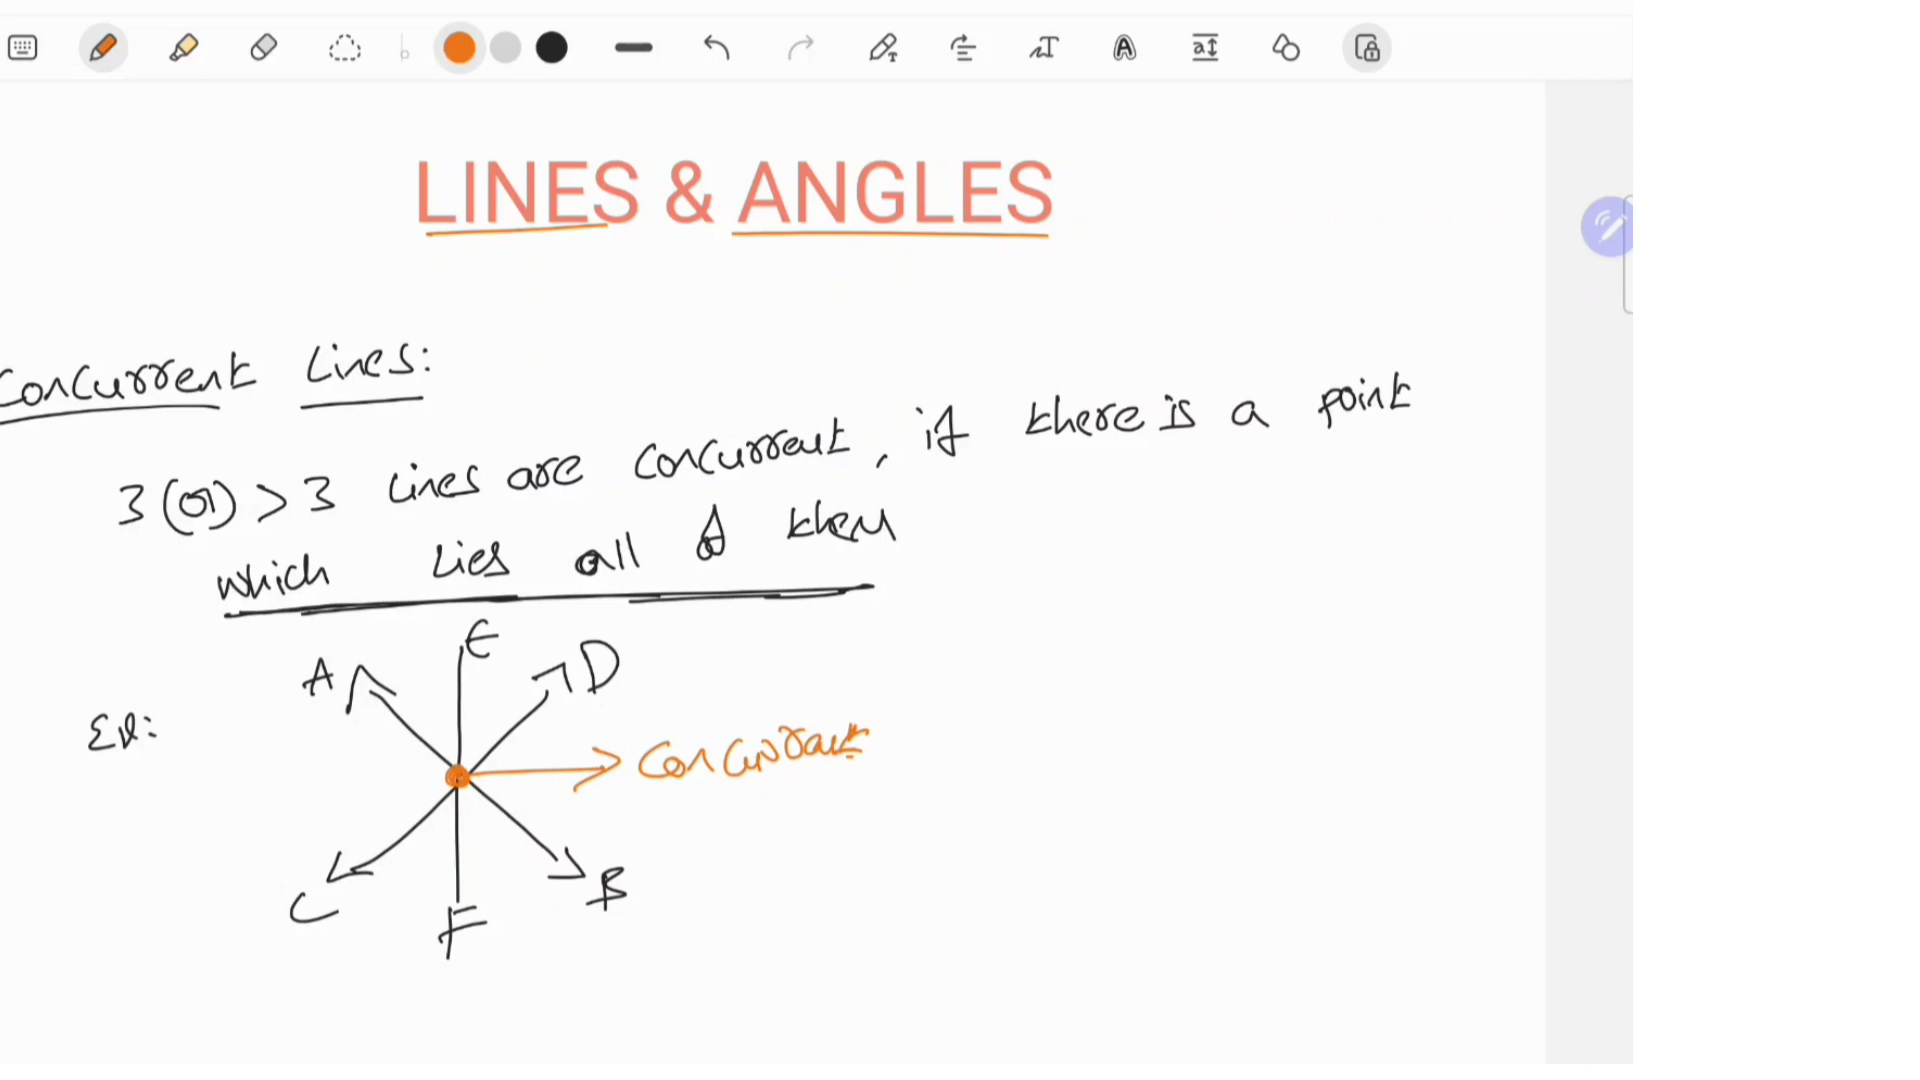 LINES & ANGLES
Concurrent Lines:
3 (or) > 3 lines are concurrent, if there is a point
which lies all of them
E
A
D
Ex:
Concurrent
C
B
F